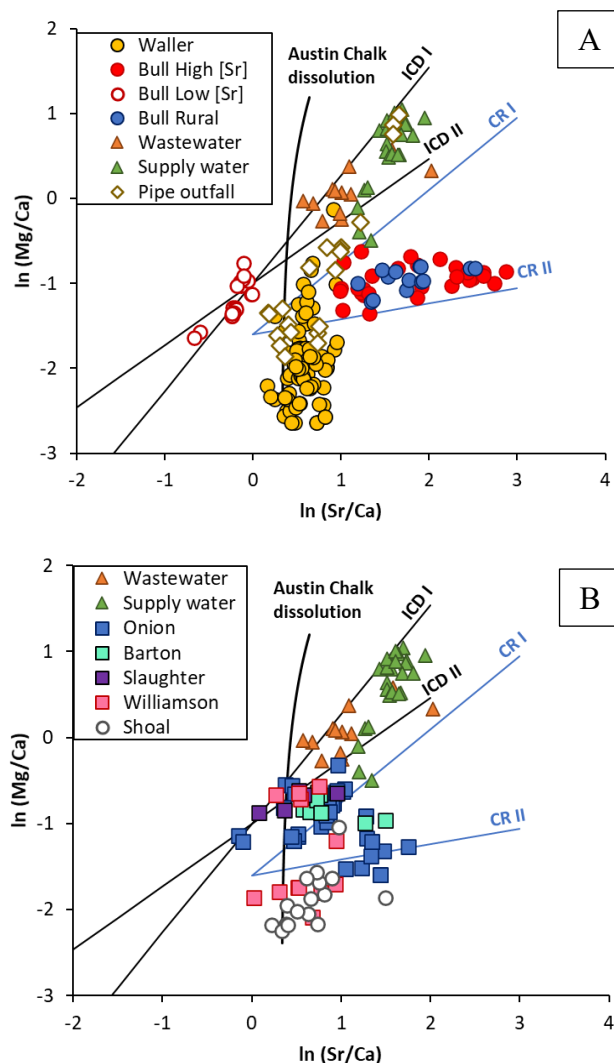 A
2
1
0
-1
-2
-3
ln (Mg/Ca)
Waller
Bull High [Sr]
Bull Low [Sr]
Bull Rural
Wastewater
Supply water
Pipe outfall
Austin Chalk
dissolution
ICD I
CR I
ICD II
CR II
-2
-1
0
1
2
3
4
ln (Sr/Ca)
B
2
1
0
-1
-2
-3
ln (Mg/Ca)
Wastewater
Supply water
Onion
Barton
Slaughter
Williamson
Shoal
Austin Chalk
dissolution
ICD I
CR I
ICD II
CR II
-2
-1
0
1
2
3
4
ln (Sr/Ca)